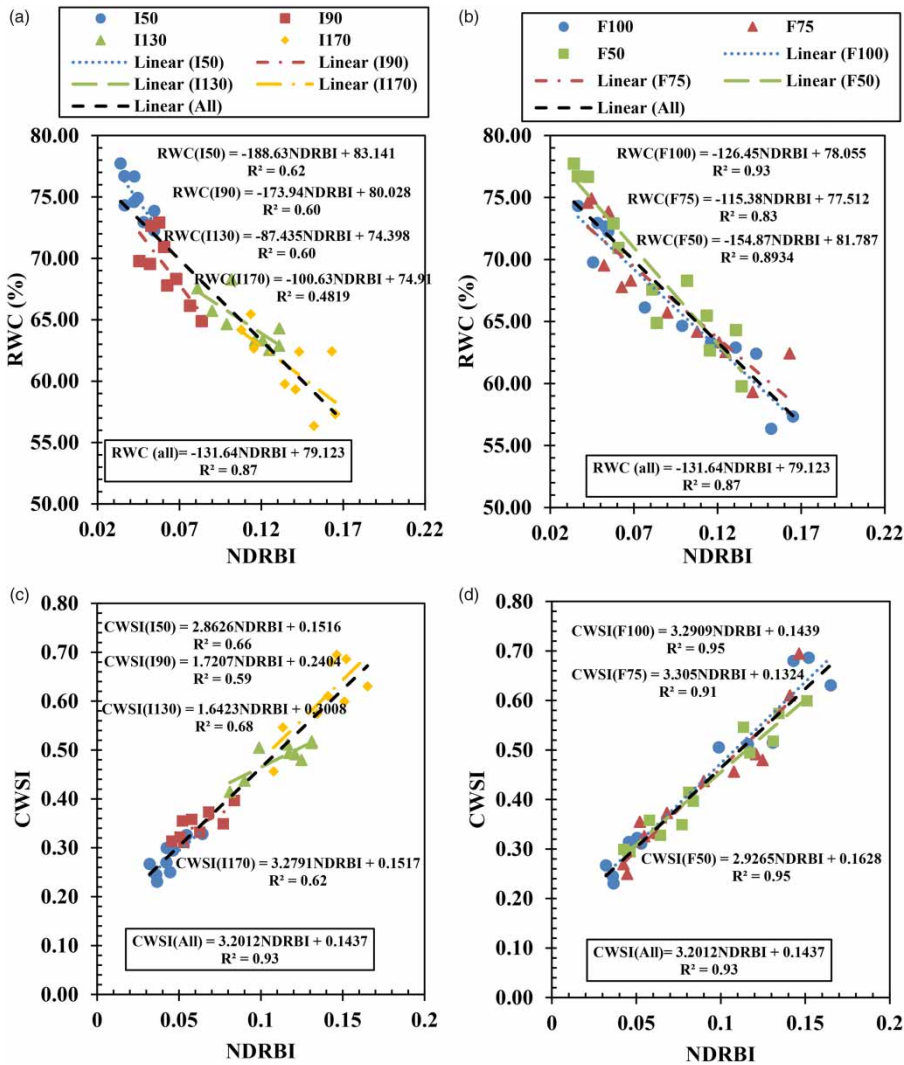 (a)
I50
I90
I130
I170
Linear (I50)
Linear (I90)
Linear (I130)
Linear (I170)
Linear (All)
RWC (%)
80.00
75.00
70.00
65.00
60.00
55.00
50.00
RWC(I50) = -188.63NDRBI + 83.141
R² = 0.62
RWC(I90) = -173.94NDRBI + 80.028
R² = 0.60
RWC(I130) = -87.435NDRBI + 74.398
R² = 0.60
RWC(I170) = -100.63NDRBI + 74.91
R² = 0.4819
RWC (all)= -131.64NDRBI + 79.123
R² = 0.87
0.02 0.07 0.12 0.17 0.22
NDRBI
(b)
F100
F75
F50
Linear (F100)
Linear (F75)
Linear (F50)
Linear (All)
RWC (%)
80.00
75.00
70.00
65.00
60.00
55.00
50.00
RWC(F100) = -126.45NDRBI + 78.055
R² = 0.93
RWC(F75) = -115.38NDRBI + 77.512
R² = 0.83
RWC(F50) = -154.87NDRBI + 81.787
R² = 0.8934
RWC (all) = -131.64NDRBI + 79.123
R² = 0.87
0.02 0.07 0.12 0.17 0.22
NDRBI
(c)
CWSI
0.80
0.70
0.60
0.50
0.40
0.30
0.20
0.10
0.00
CWSI(I50) = 2.8626NDRBI + 0.1516
R² = 0.66
CWSI(I90) = 1.7207NDRBI + 0.2404
R² = 0.59
CWSI(I130) = 1.6423NDRBI + 0.3008
R² = 0.68
CWSI(I170) = 3.2791NDRBI + 0.1517
R² = 0.62
CWSI(All) = 3.2012NDRBI + 0.1437
R² = 0.93
0 0.05 0.1 0.15 0.2
NDRBI
(d)
CWSI
0.80
0.70
0.60
0.50
0.40
0.30
0.20
0.10
0.00
CWSI(F100) = 3.2909NDRBI + 0.1439
R² = 0.95
CWSI(F75) = 3.305NDRBI + 0.1324
R² = 0.91
CWSI(F50) = 2.9265NDRBI + 0.1628
R² = 0.95
CWSI(All) = 3.2012NDRBI + 0.1437
R² = 0.93
0 0.05 0.1 0.15 0.2
NDRBI